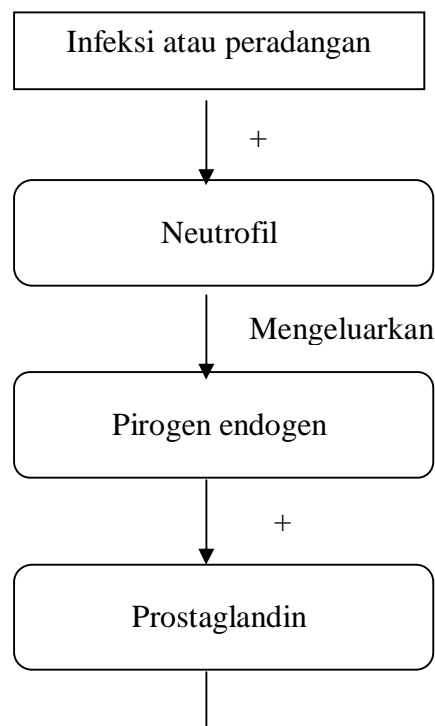 Infeksi atau peradangan
+
Neutrofil
Mengeluarkan
Pirogen endogen
+
Prostaglandin